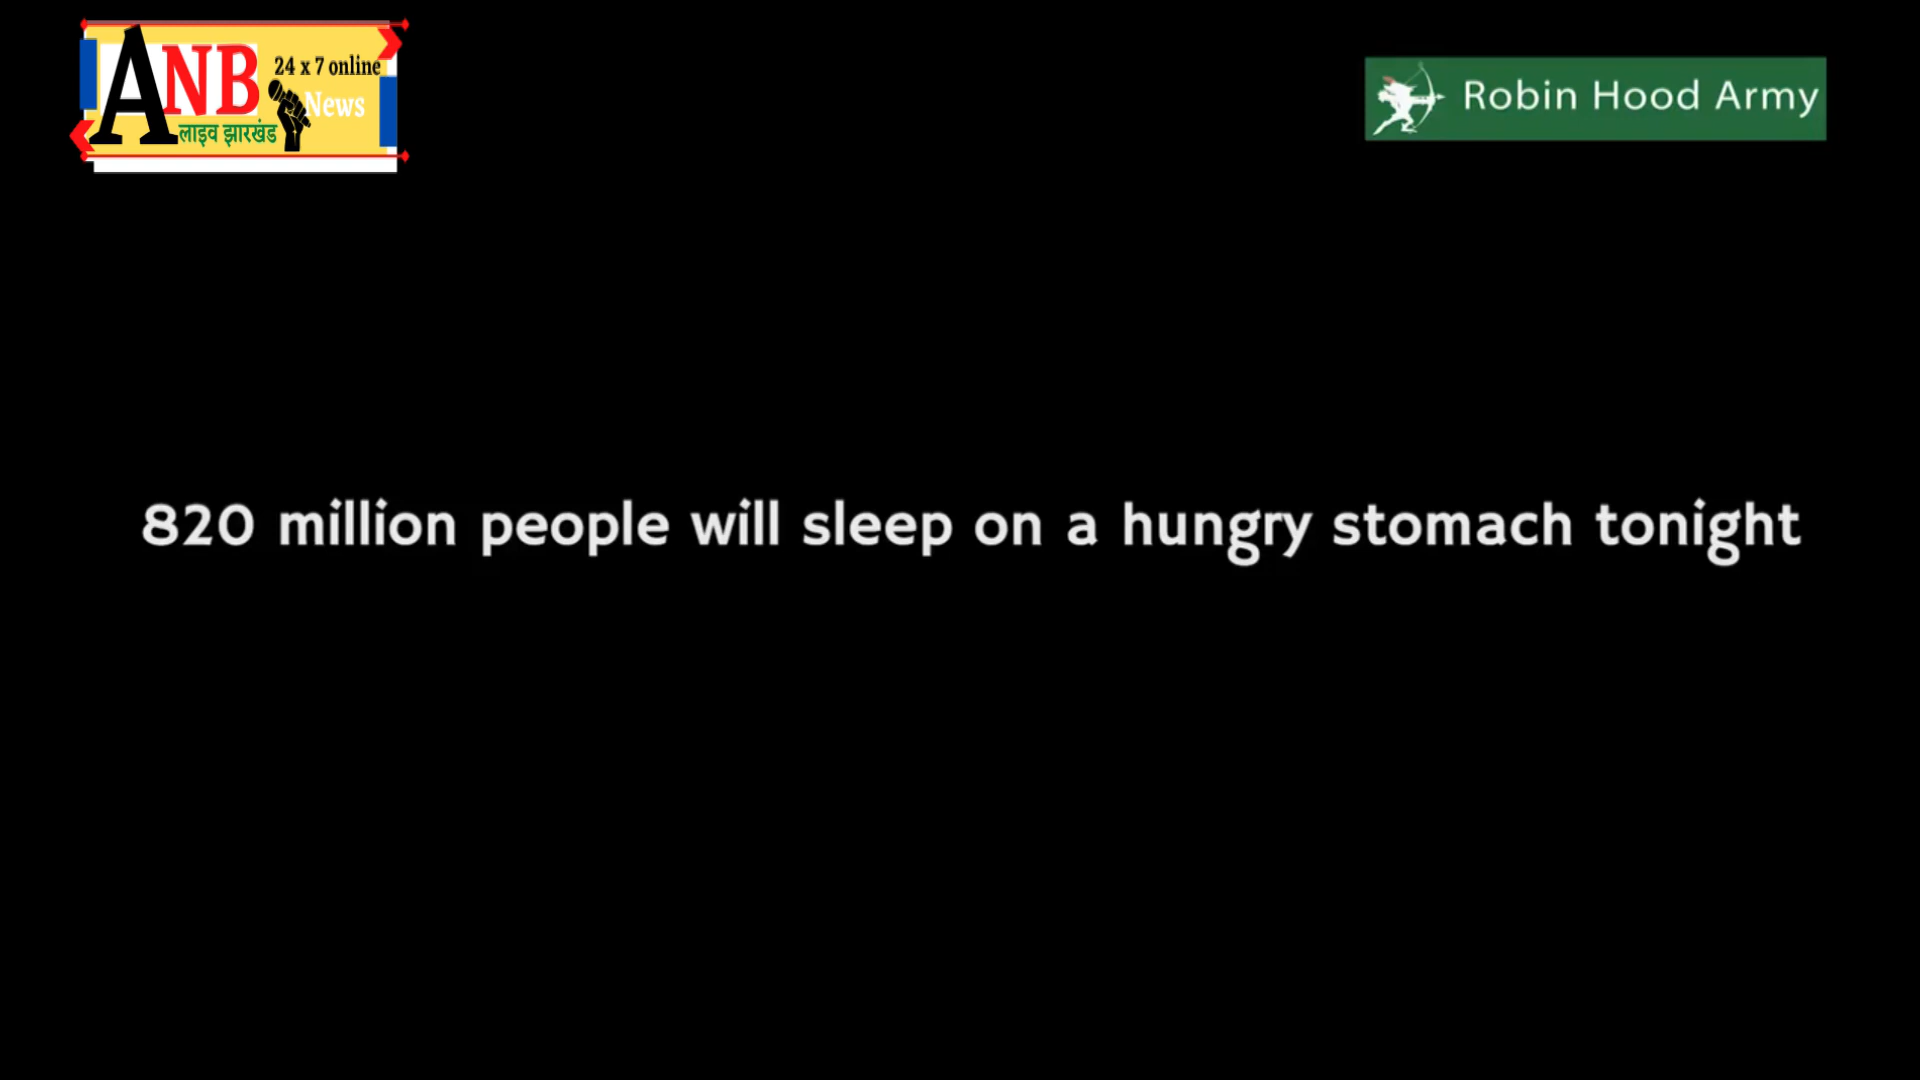 ANB
24 x 7 online
News
लाइव झारखंड
Robin Hood Army
820 million people will sleep on a hungry stomach tonight